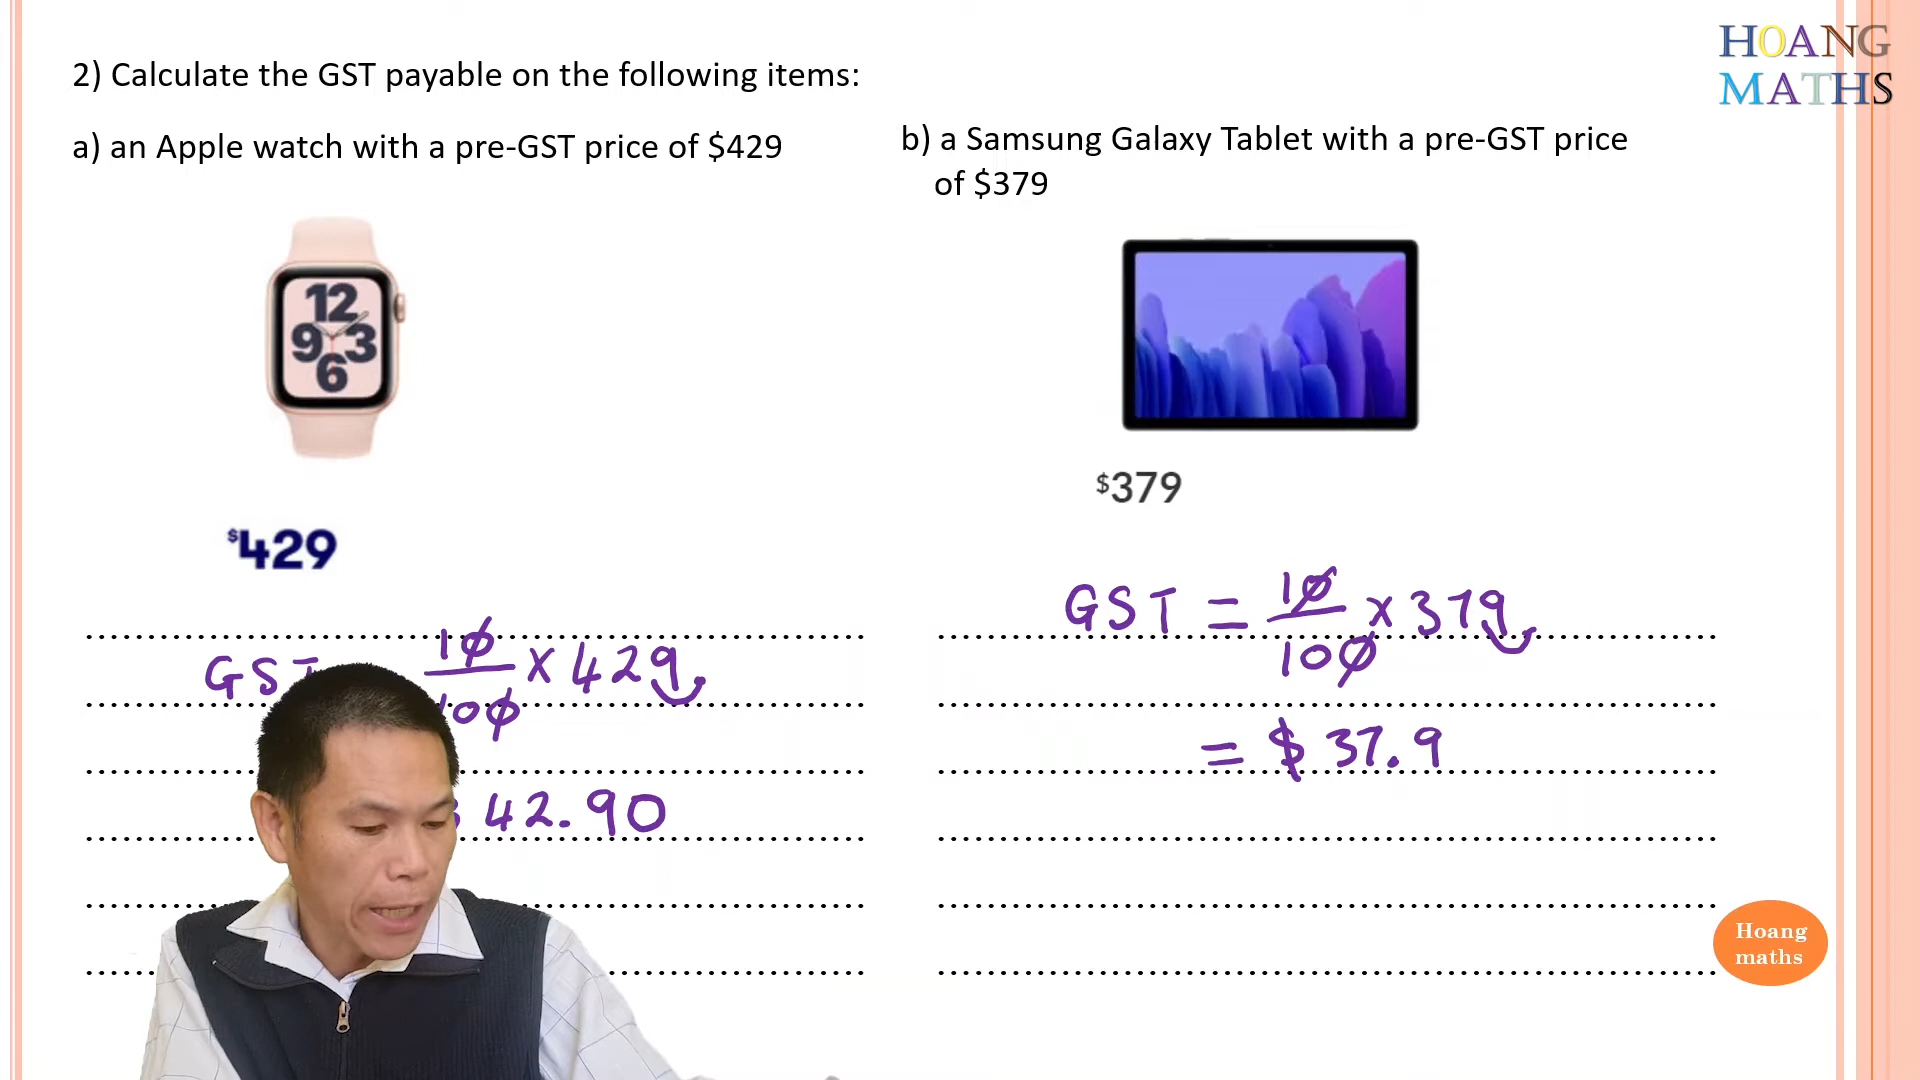 HOANG
MATHS
2) Calculate the GST payable on the following items:
a) an Apple watch with a pre-GST price of $429
12
9 3
6
$429
GST
10
100 × 429
42.90
b) a Samsung Galaxy Tablet with a pre-GST price
of $379
$379
GST = 10/100 × 379
= $37.9
Hoang
maths